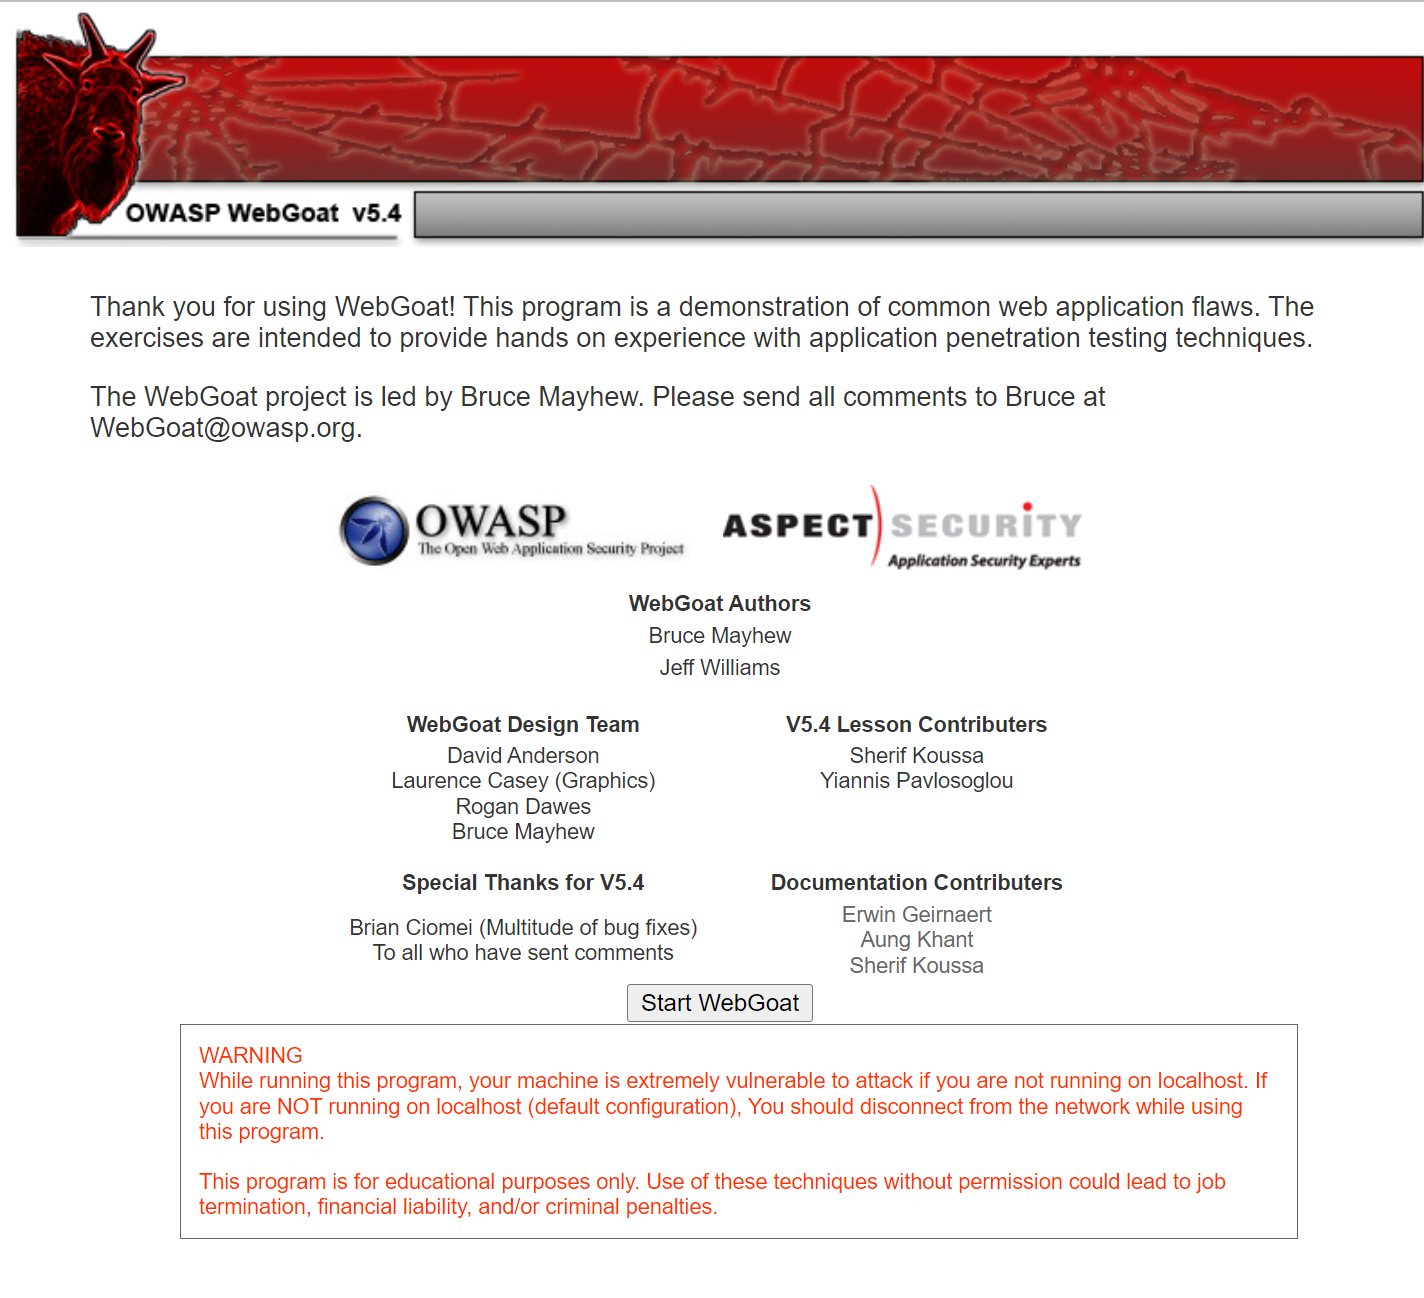 OWASP WebGoat v5.4
Thank you for using WebGoat! This program is a demonstration of common web application flaws. The
exercises are intended to provide hands on experience with application penetration testing techniques.
The WebGoat project is led by Bruce Mayhew. Please send all comments to Bruce at
WebGoat@owasp.org.
OWASP
The Open Web Application Security Project
ASPECT SECURITY
Application Security Experts
WebGoat Authors
Bruce Mayhew
Jeff Williams
WebGoat Design Team
David Anderson
Laurence Casey (Graphics)
Rogan Dawes
Bruce Mayhew
V5.4 Lesson Contributers
Sherif Koussa
Yiannis Pavlosoglou
Special Thanks for V5.4
Brian Ciomei (Multitude of bug fixes)
To all who have sent comments
Documentation Contributers
Erwin Geirnaert
Aung Khant
Sherif Koussa
Start WebGoat
WARNING
While running this program, your machine is extremely vulnerable to attack if you are not running on localhost. If
you are NOT running on localhost (default configuration), You should disconnect from the network while using
this program.
This program is for educational purposes only. Use of these techniques without permission could lead to job
termination, financial liability, and/or criminal penalties.